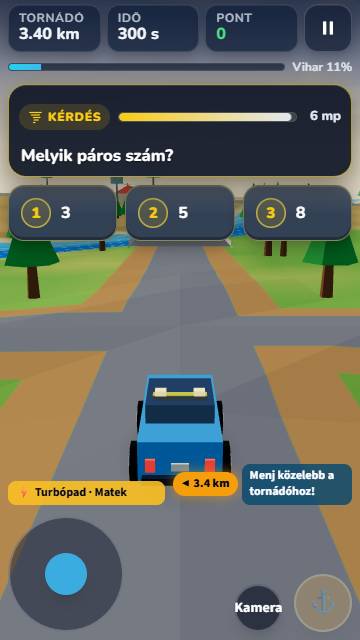 TORNÁDÓ
3.40 km
IDŐ
300 s
PONT
0
Vihar 11%
KÉRDÉS
6 mp
Melyik páros szám?
1 3
2 5
3 8
◄ 3.4 km
Menj közelebb a
tornádóhoz!
Turbópad · Matek
Kamera